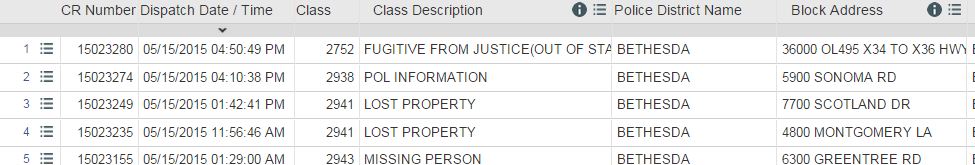 CR Number Dispatch Date / Time Class Class Description Police District Name Block Address
1 15023280 05/15/2015 04:50:49 PM 2752 FUGITIVE FROM JUSTICE(OUT OF STA BETHESDA 36000 OL495 X34 TO X36 HWY
2 15023274 05/15/2015 04:10:38 PM 2938 POL INFORMATION BETHESDA 5900 SONOMA RD
3 15023249 05/15/2015 01:42:41 PM 2941 LOST PROPERTY BETHESDA 7700 SCOTLAND DR
4 15023235 05/15/2015 11:56:46 AM 2941 LOST PROPERTY BETHESDA 4800 MONTGOMERY LA
5 15023155 05/15/2015 01:29:00 AM 2943 MISSING PERSON BETHESDA 6300 GREENTREE RD